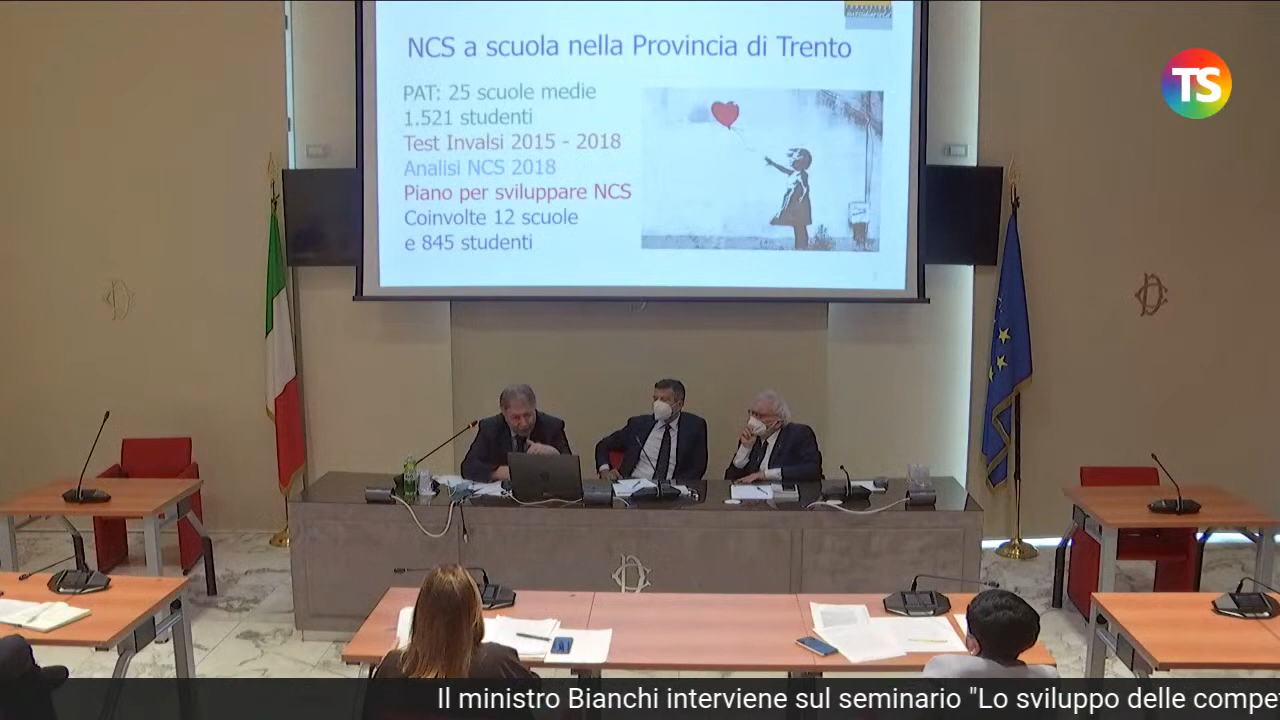 NCS a scuola nella Provincia di Trento
PAT: 25 scuole medie
1.521 studenti
Test Invalsi 2015 - 2018
Analisi NCS 2018
Piano per sviluppare NCS
Coinvolte 12 scuole
e 845 studenti
TS
Il ministro Bianchi interviene sul seminario "Lo sviluppo delle compe